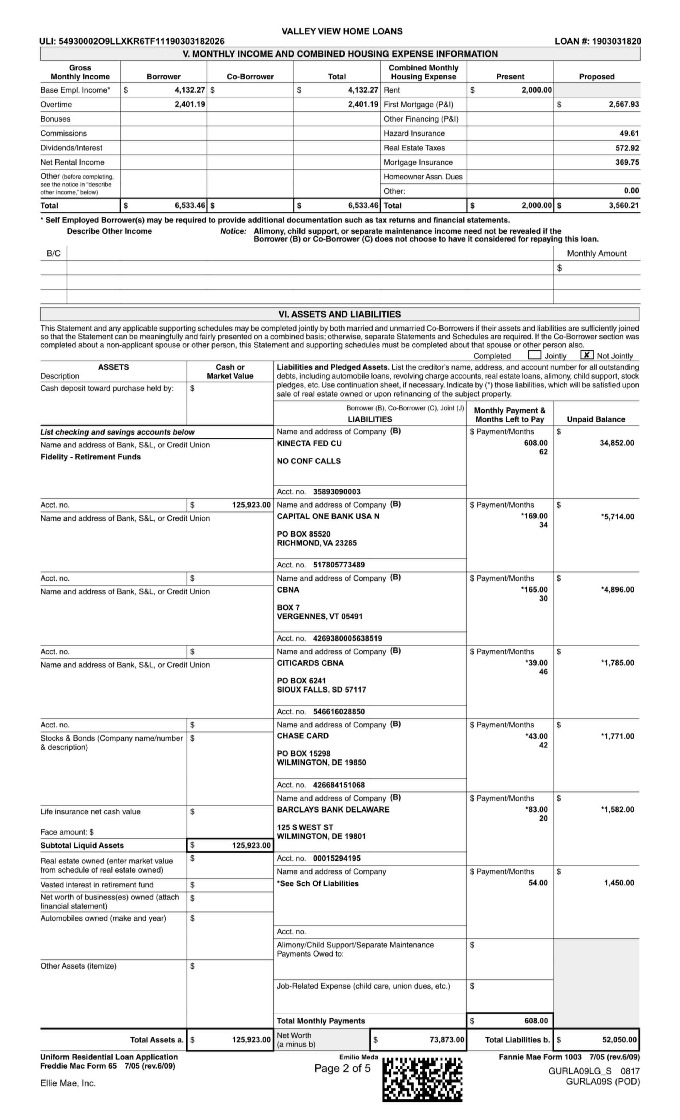 VALLEY VIEW HOME LOANS
ULI: 54930002O9LLXKR6TF11190303182026 LOAN #: 1903031820
V. MONTHLY INCOME AND COMBINED HOUSING EXPENSE INFORMATION
Gross Monthly Income Borrower Co-Borrower Total Combined Monthly Housing Expense Present Proposed
Base Empl. Income* $ 4,132.27 $ $ 4,132.27 Rent $ 2,000.00
Overtime 2,401.19 2,401.19 First Mortgage (P&I) $ 2,567.93
Bonuses Other Financing (P&I)
Commissions Hazard Insurance 49.61
Dividends/Interest Real Estate Taxes 572.92
Net Rental Income Mortgage Insurance 369.75
Other (before completing, see the notice in "describe other income," below) Homeowner Assn. Dues
Other: 0.00
Total $ 6,533.46 $ $ 6,533.46 Total $ 2,000.00 $ 3,560.21
* Self Employed Borrower(s) may be required to provide additional documentation such as tax returns and financial statements.
Describe Other Income Notice: Alimony, child support, or separate maintenance income need not be revealed if the
Borrower (B) or Co-Borrower (C) does not choose to have it considered for repaying this loan.
B/C Monthly Amount
$
VI. ASSETS AND LIABILITIES
This Statement and any applicable supporting schedules may be completed jointly by both married and unmarried Co-Borrowers if their assets and liabilities are sufficiently joined
so that the Statement can be meaningfully and fairly presented on a combined basis; otherwise, separate Statements and Schedules are required. If the Co-Borrower section was
completed about a non-applicant spouse or other person, this Statement and supporting schedules must be completed about that spouse or other person also.
Completed Jointly X Not Jointly
ASSETS
Description
Cash or Market Value
Liabilities and Pledged Assets. List the creditor's name, address, and account number for all outstanding
debts, including automobile loans, revolving charge accounts, real estate loans, alimony, child support, stock
pledges, etc. Use continuation sheet, if necessary. Indicate by (*) those liabilities, which will be satisfied upon
sale of real estate owned or upon refinancing of the subject property.
Cash deposit toward purchase held by: $
Borrower (B), Co-Borrower (C), Joint (J)
LIABILITIES
Monthly Payment & Months Left to Pay
Unpaid Balance
List checking and savings accounts below Name and address of Company (B) $ Payment/Months $
Name and address of Bank, S&L, or Credit Union KINECTA FED CU 608.00 34,852.00
Fidelity - Retirement Funds 62
NO CONF CALLS
Acct. no. 35893090003
Acct. no. $ 125,923.00 Name and address of Company (B) $ Payment/Months $
Name and address of Bank, S&L, or Credit Union CAPITAL ONE BANK USA N *169.00 *5,714.00
34
PO BOX 85520
RICHMOND, VA 23285
Acct. no. 517805773489
Acct. no. $ Name and address of Company (B) $ Payment/Months $
Name and address of Bank, S&L, or Credit Union CBNA *165.00 *4,896.00
30
BOX 7
VERGENNES, VT 05491
Acct. no. 4269380005638519
Acct. no. $ Name and address of Company (B) $ Payment/Months $
Name and address of Bank, S&L, or Credit Union CITICARDS CBNA *39.00 *1,785.00
46
PO BOX 6241
SIOUX FALLS, SD 57117
Acct. no. 546616028850
Acct. no. $ Name and address of Company (B) $ Payment/Months $
Stocks & Bonds (Company name/number & description) $ CHASE CARD *43.00 *1,771.00
42
PO BOX 15298
WILMINGTON, DE 19850
Acct. no. 426684151068
Name and address of Company (B) $ Payment/Months $
Life insurance net cash value $ BARCLAYS BANK DELAWARE *83.00 *1,582.00
20
Face amount: $ 125 S WEST ST
WILMINGTON, DE 19801
Subtotal Liquid Assets $ 125,923.00
Acct. no. 00015294195
Real estate owned (enter market value from schedule of real estate owned) $ Name and address of Company $ Payment/Months $
Vested interest in retirement fund $ *See Sch Of Liabilities 54.00 1,450.00
Net worth of business(es) owned (attach financial statement) $
Automobiles owned (make and year) $
Acct. no.
Alimony/Child Support/Separate Maintenance Payments Owed to: $
Other Assets (itemize) $
Job-Related Expense (child care, union dues, etc.) $
Total Monthly Payments $ 608.00
Total Assets a. $ 125,923.00 Net Worth (a minus b) $ 73,873.00 Total Liabilities b. $ 52,050.00
Uniform Residential Loan Application Emilio Meda Fannie Mae Form 1003 7/05 (rev.6/09)
Freddie Mac Form 65 7/05 (rev.6/09) Page 2 of 5 GURLA09LG_S 0817
Ellie Mae, Inc. GURLA09S (POD)